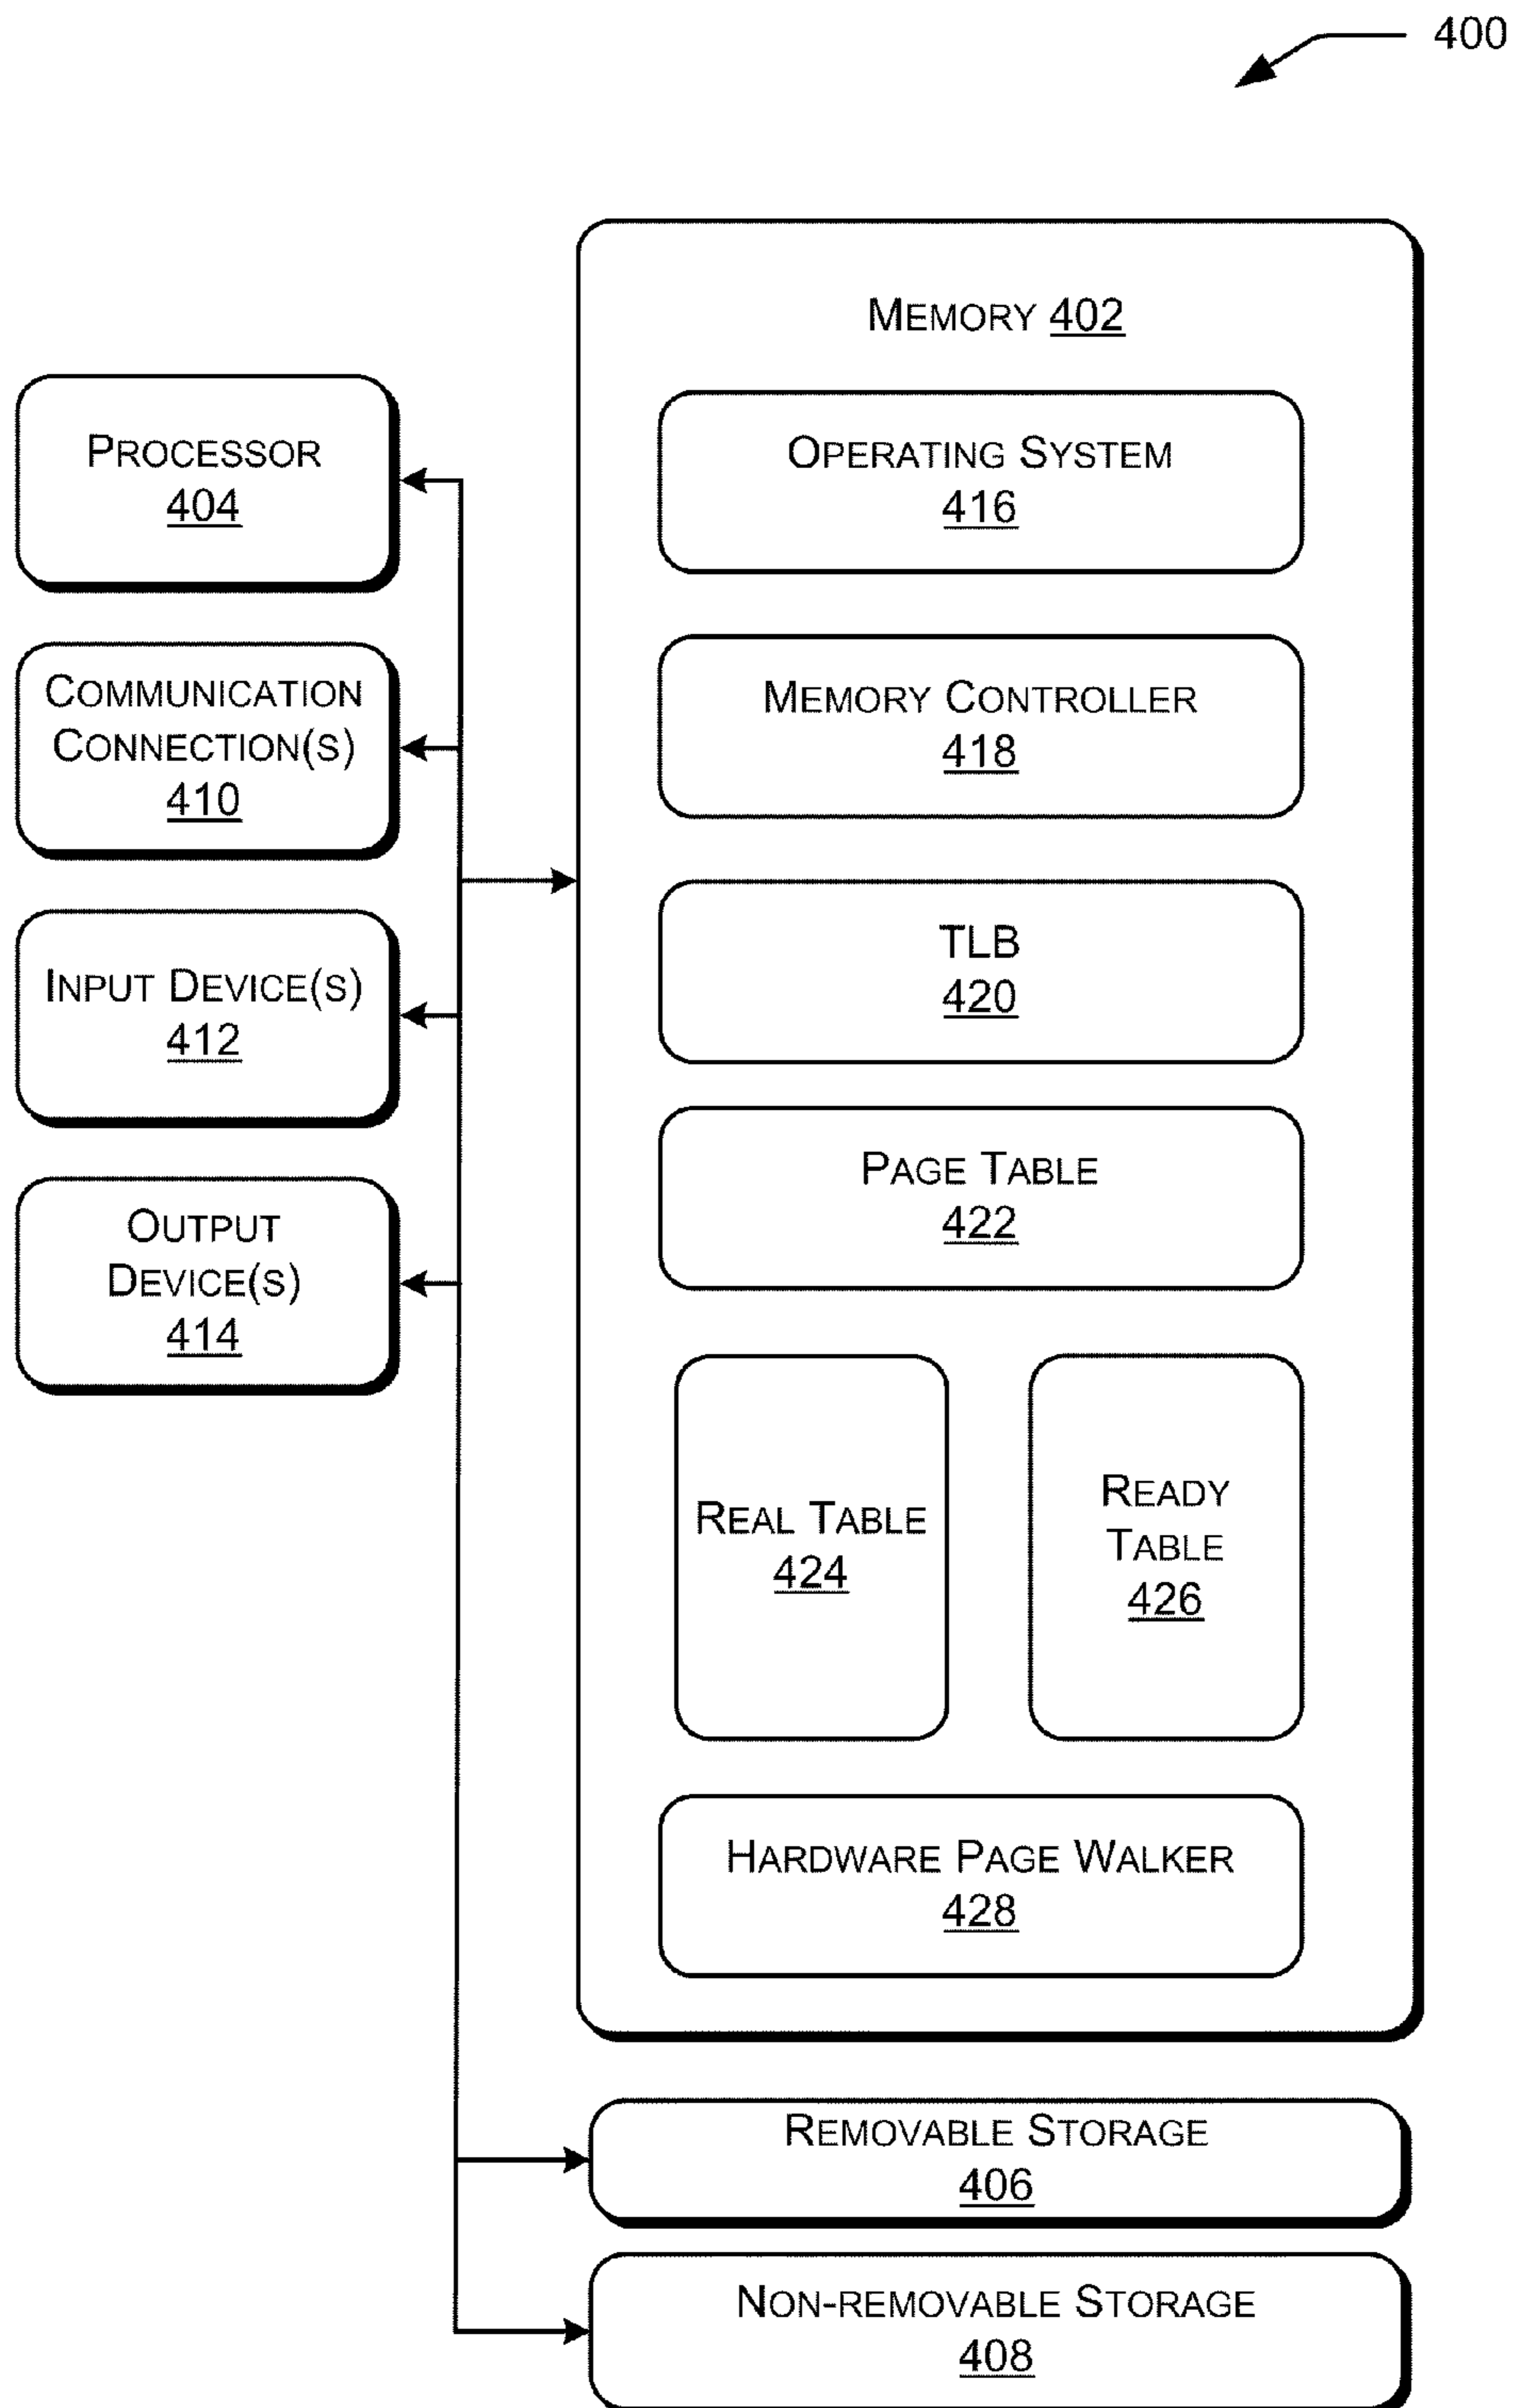 400
MEMORY 402
PROCESSOR
404
COMMUNICATION
CONNECTION(S)
410
INPUT DEVICE(S)
412
OUTPUT
DEVICE(S)
414
OPERATING SYSTEM
416
MEMORY CONTROLLER
418
TLB
420
PAGE TABLE
422
REAL TABLE
424
READY
TABLE
426
HARDWARE PAGE WALKER
428
REMOVABLE STORAGE
406
NON-REMOVABLE STORAGE
408